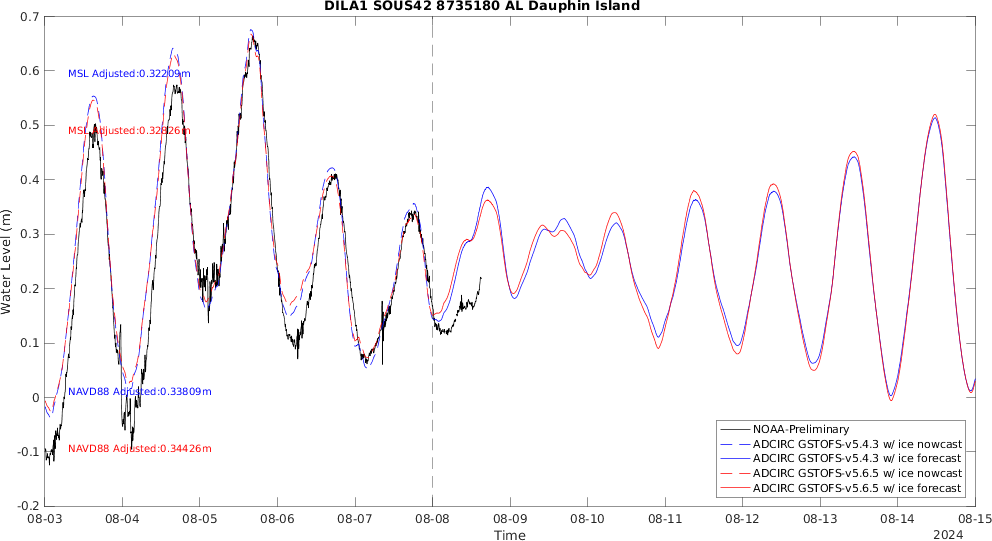 DILA1 SOUS42 8735180 AL Dauphin Island
0.7
0.6
0.5
0.4
0.3
0.2
0.1
0
-0.1
-0.2
Water Level (m)
MSL Adjusted:0.32209m
MSL Adjusted:0.32826m
NAVD88 Adjusted:0.33809m
NAVD88 Adjusted:0.34426m
NOAA-Preliminary
ADCIRC GSTOFS-v5.4.3 w/ ice nowcast
ADCIRC GSTOFS-v5.4.3 w/ ice forecast
ADCIRC GSTOFS-v5.6.5 w/ ice nowcast
ADCIRC GSTOFS-v5.6.5 w/ ice forecast
08-03 08-04 08-05 08-06 08-07 08-08 08-09 08-10 08-11 08-12 08-13 08-14 08-15
Time
2024